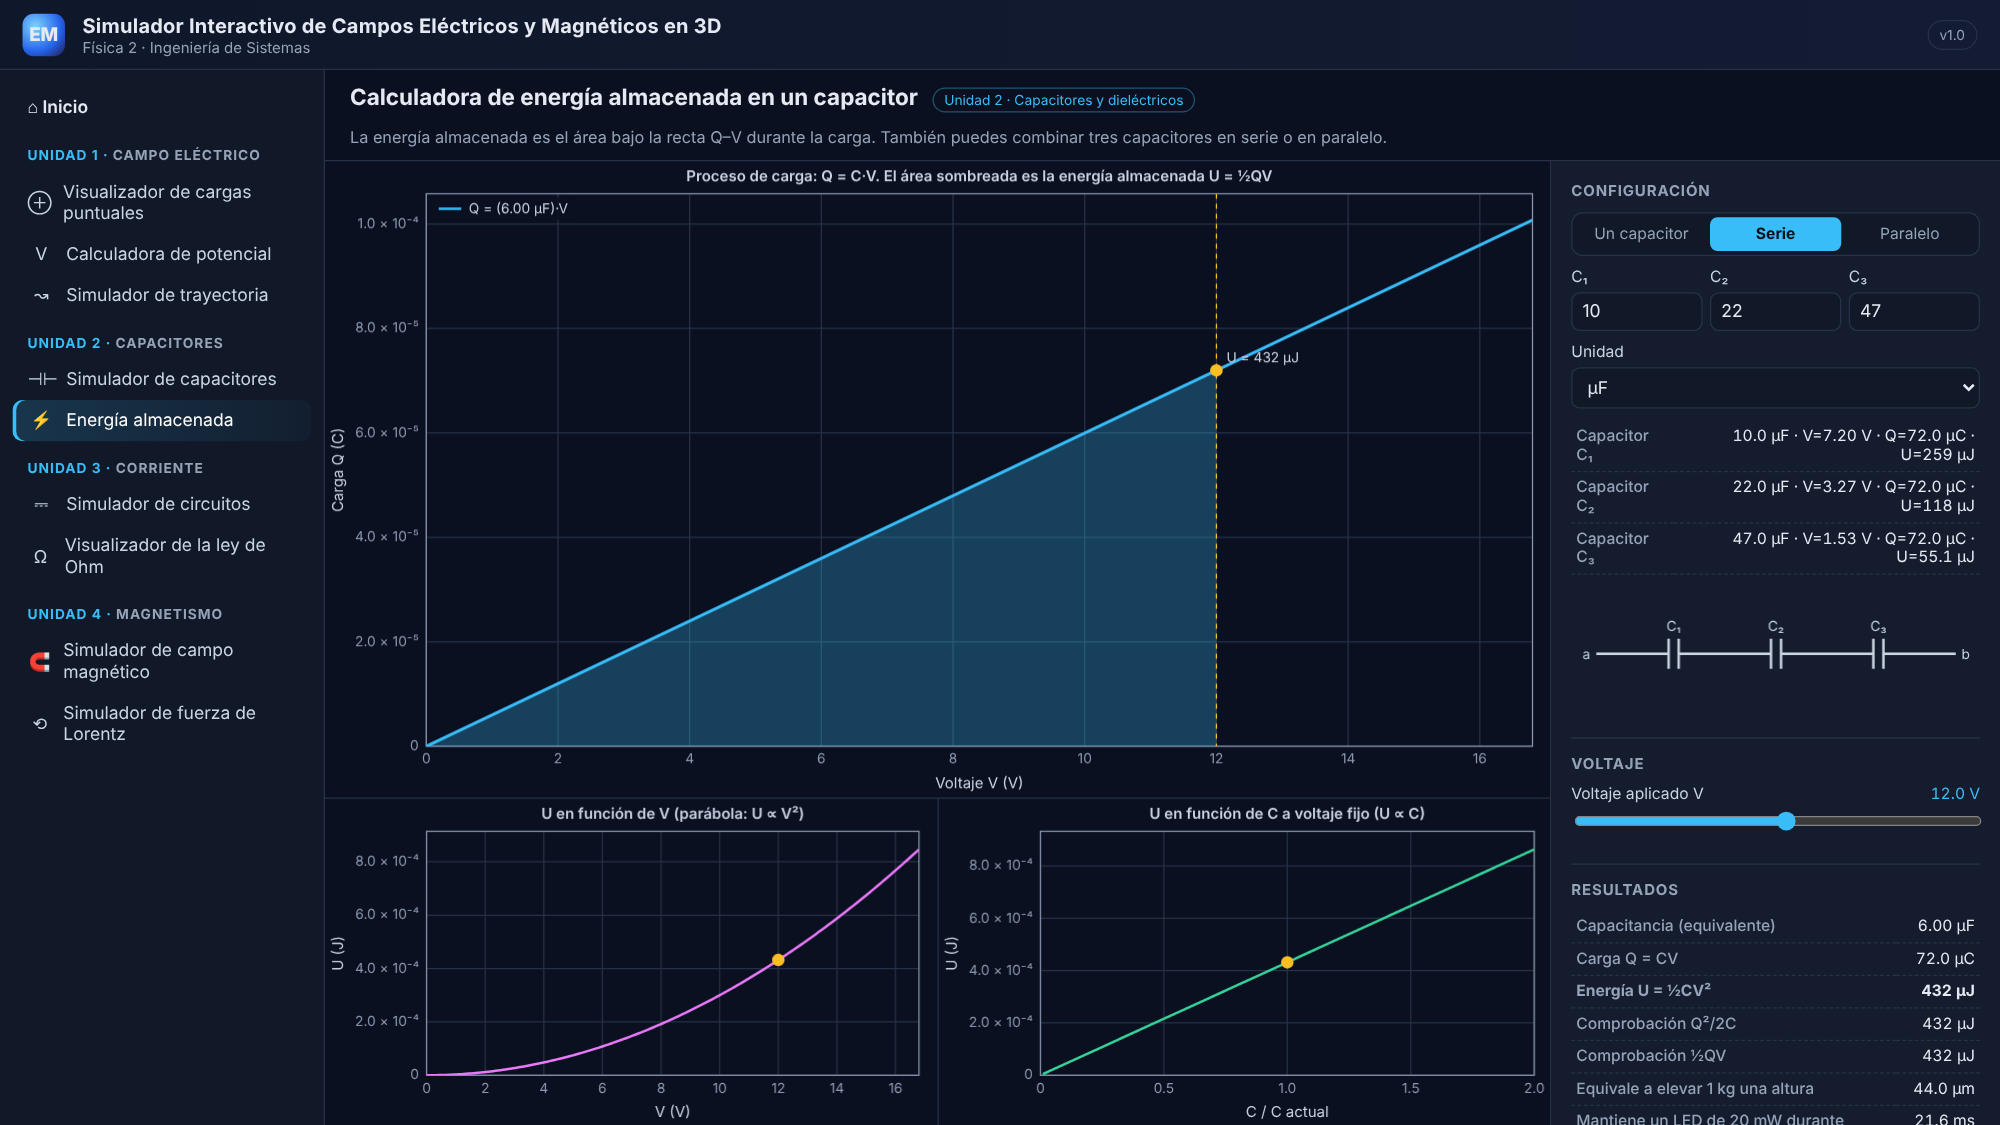 EM
Simulador Interactivo de Campos Eléctricos y Magnéticos en 3D
Física 2 · Ingeniería de Sistemas
v1.0
⌂ Inicio
UNIDAD 1 · CAMPO ELÉCTRICO
Visualizador de cargas
puntuales
V Calculadora de potencial
Simulador de trayectoria
UNIDAD 2 · CAPACITORES
Simulador de capacitores
⚡ Energía almacenada
UNIDAD 3 · CORRIENTE
Simulador de circuitos
Ω Visualizador de la ley de
Ohm
UNIDAD 4 · MAGNETISMO
Simulador de campo
magnético
Simulador de fuerza de
Lorentz
Calculadora de energía almacenada en un capacitor
Unidad 2 · Capacitores y dieléctricos
La energía almacenada es el área bajo la recta Q–V durante la carga. También puedes combinar tres capacitores en serie o en paralelo.
Proceso de carga: Q = C·V. El área sombreada es la energía almacenada U = ½QV
Q = (6.00 µF)·V
1.0 × 10⁻⁴
8.0 × 10⁻⁵
6.0 × 10⁻⁵
4.0 × 10⁻⁵
2.0 × 10⁻⁵
0
Carga Q (C)
U = 432 µJ
0 2 4 6 8 10 12 14 16
Voltaje V (V)
U en función de V (parábola: U ∝ V²)
8.0 × 10⁻⁴
6.0 × 10⁻⁴
4.0 × 10⁻⁴
2.0 × 10⁻⁴
0
U (J)
0 2 4 6 8 10 12 14 16
V (V)
U en función de C a voltaje fijo (U ∝ C)
8.0 × 10⁻⁴
6.0 × 10⁻⁴
4.0 × 10⁻⁴
2.0 × 10⁻⁴
0
U (J)
0 0.5 1.0 1.5 2.0
C / C actual
CONFIGURACIÓN
Un capacitor Serie Paralelo
C₁ C₂ C₃
10 22 47
Unidad
µF
Capacitor 10.0 µF · V=7.20 V · Q=72.0 µC ·
C₁ U=259 µJ
Capacitor 22.0 µF · V=3.27 V · Q=72.0 µC ·
C₂ U=118 µJ
Capacitor 47.0 µF · V=1.53 V · Q=72.0 µC ·
C₃ U=55.1 µJ
C₁ C₂ C₃
a b
VOLTAJE
Voltaje aplicado V 12.0 V
RESULTADOS
Capacitancia (equivalente) 6.00 µF
Carga Q = CV 72.0 µC
Energía U = ½CV² 432 µJ
Comprobación Q²/2C 432 µJ
Comprobación ½QV 432 µJ
Equivale a elevar 1 kg una altura 44.0 µm
Mantiene un LED de 20 mW durante 21.6 ms